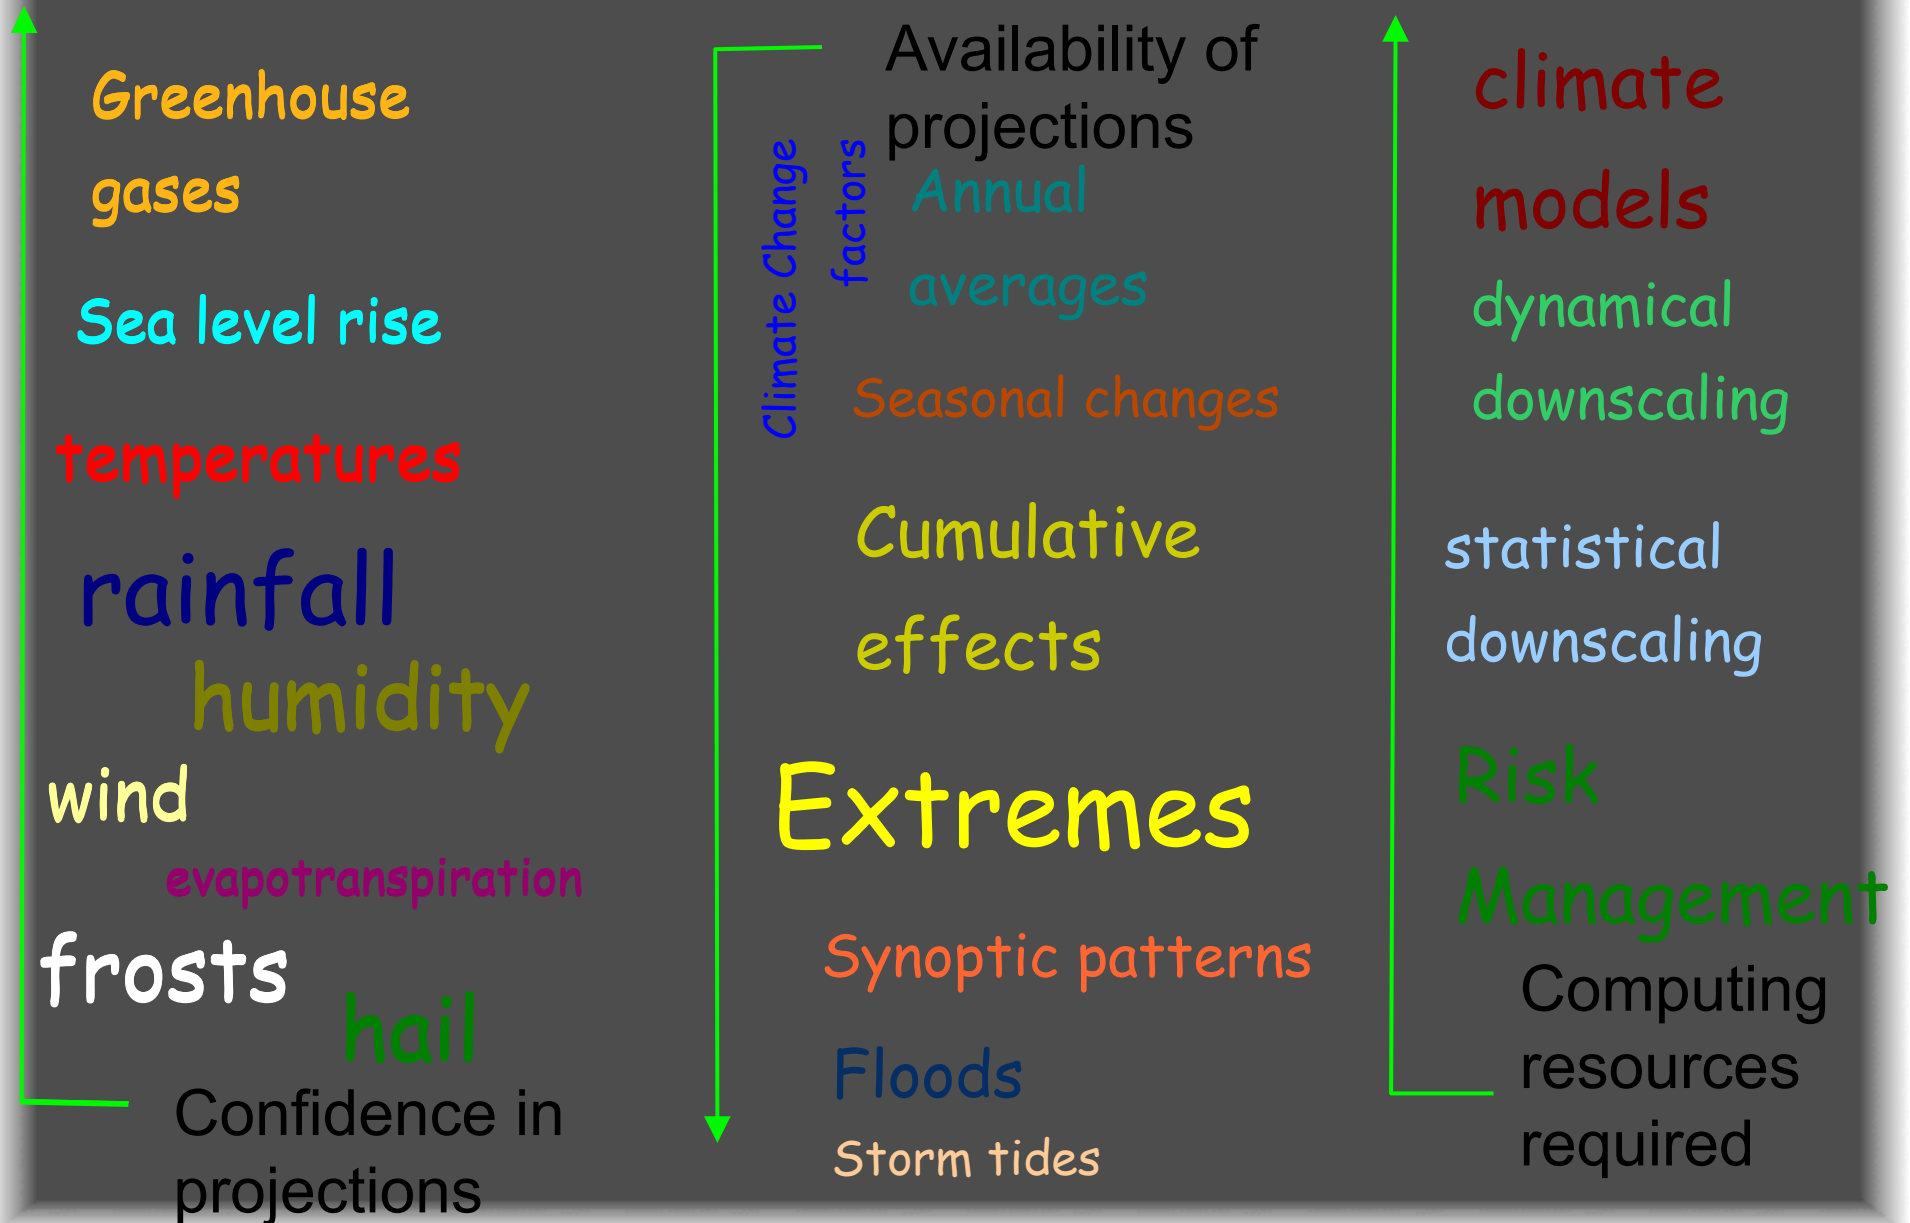 Greenhouse
gases
Sea level rise
temperatures
rainfall
humidity
wind
evapotranspiration
frosts
hail
Confidence in
projections
Availability of
projections
Climate Change
factors
Annual
averages
Seasonal changes
Cumulative
effects
Extremes
Synoptic patterns
Floods
Storm tides
climate
models
dynamical
downscaling
statistical
downscaling
Risk
Management
Computing
resources
required